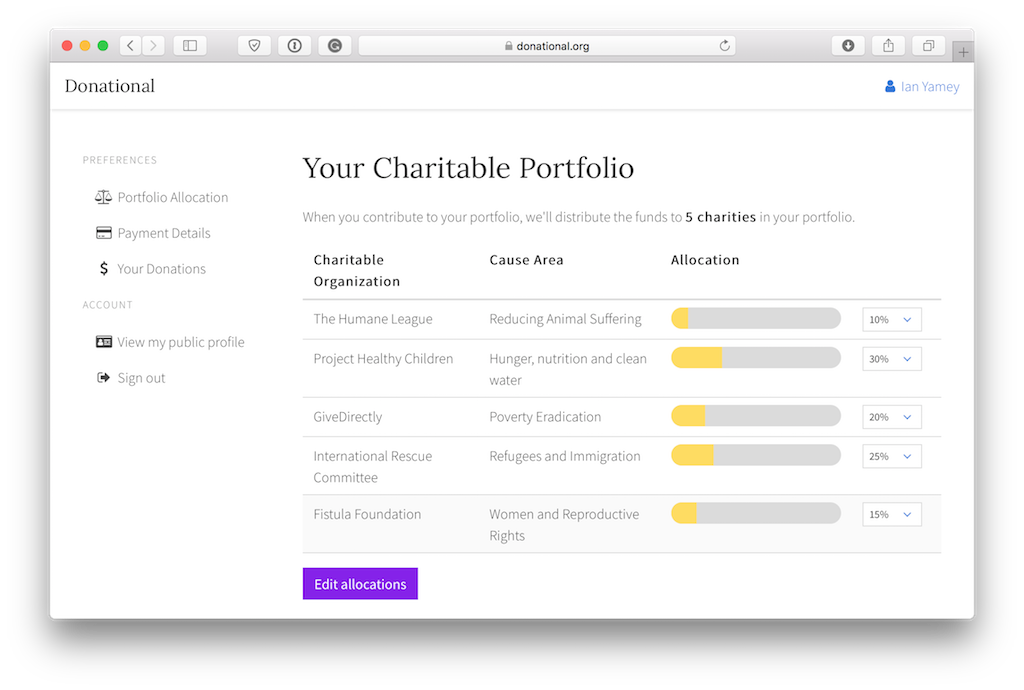 donational.org
Donational
Ian Yamey
PREFERENCES
Portfolio Allocation
Payment Details
Your Donations
ACCOUNT
View my public profile
Sign out
Your Charitable Portfolio
When you contribute to your portfolio, we'll distribute the funds to 5 charities in your portfolio.
Charitable
Organization
Cause Area
Allocation
The Humane League
Reducing Animal Suffering
10%
Project Healthy Children
Hunger, nutrition and clean
water
30%
GiveDirectly
Poverty Eradication
20%
International Rescue
Committee
Refugees and Immigration
25%
Fistula Foundation
Women and Reproductive
Rights
15%
Edit allocations